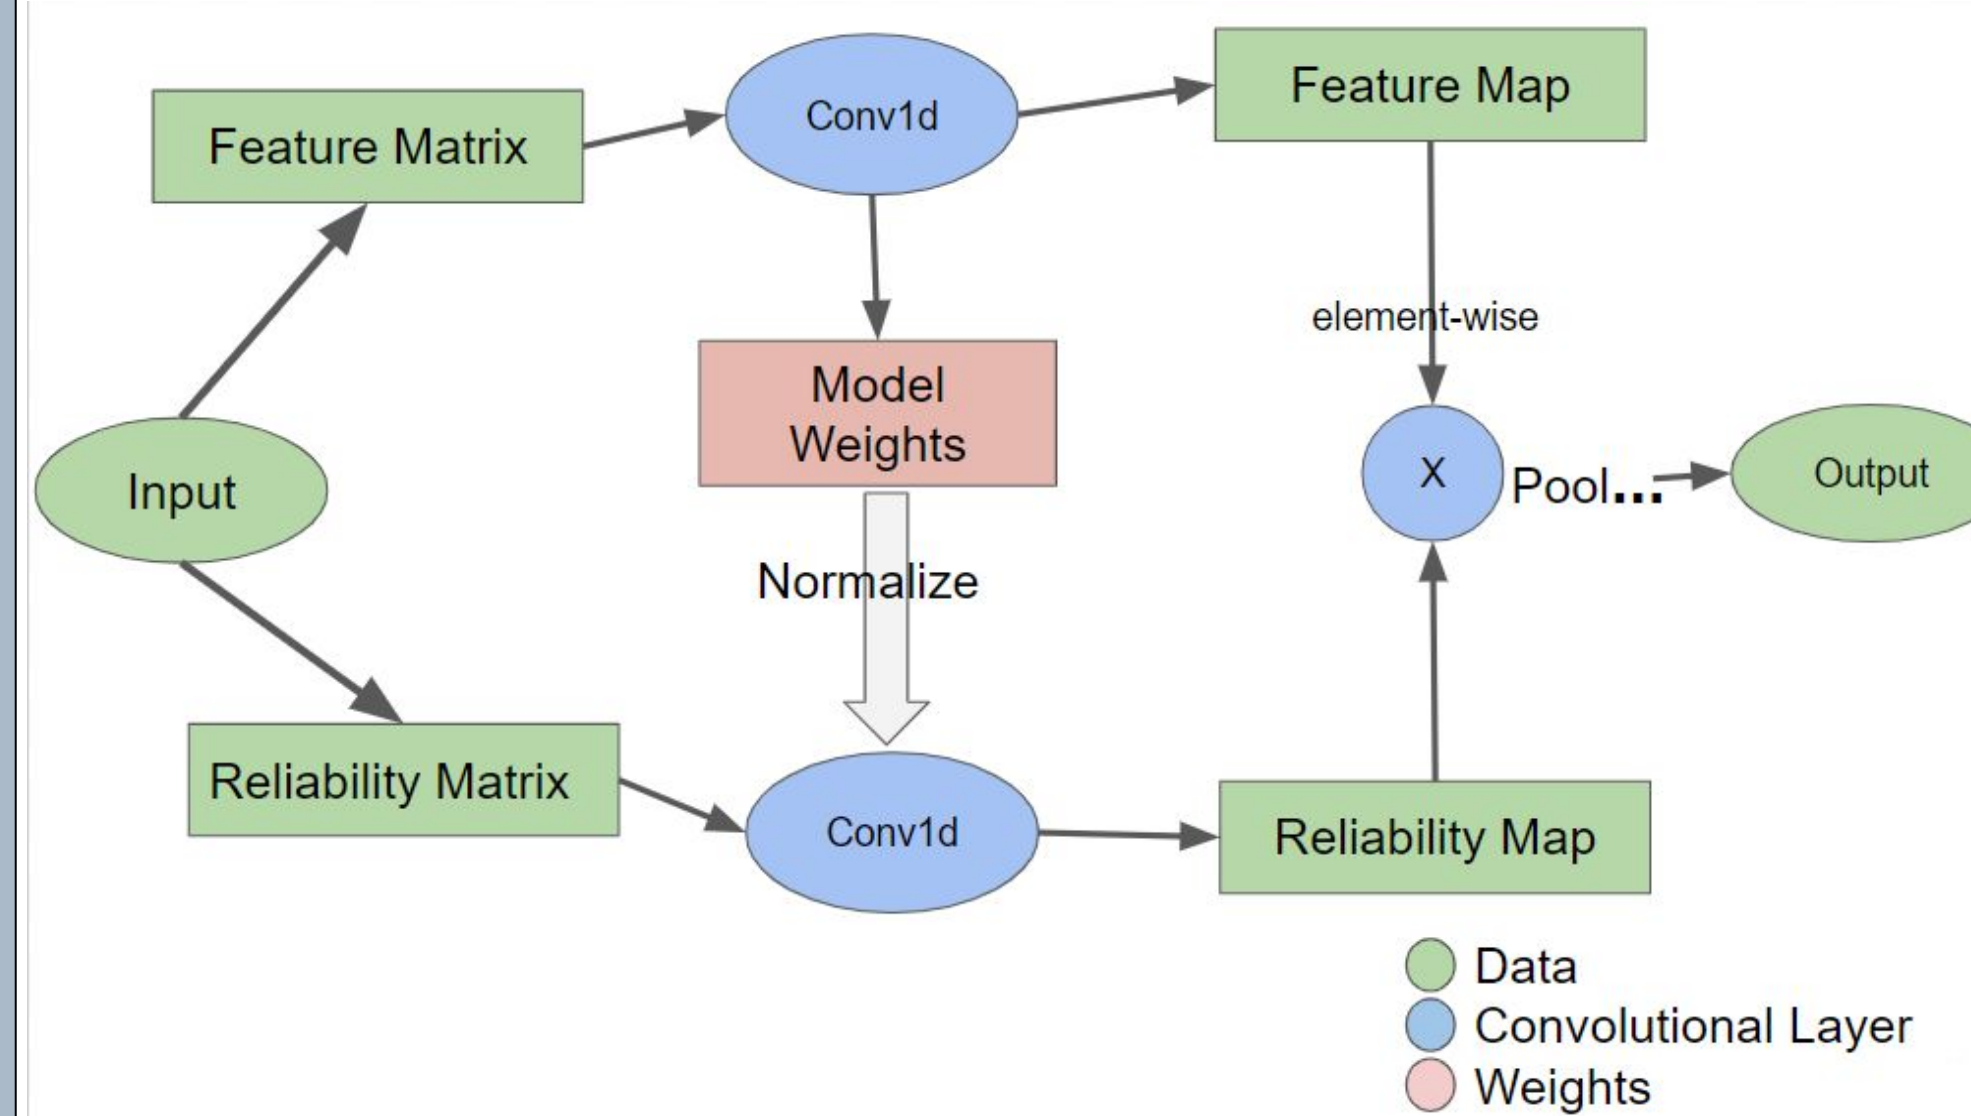 Feature Matrix
Conv1d
Feature Map
Model
Weights
element-wise
Input
X
Pool...
Output
Normalize
Reliability Matrix
Conv1d
Reliability Map
Data
Convolutional Layer
Weights